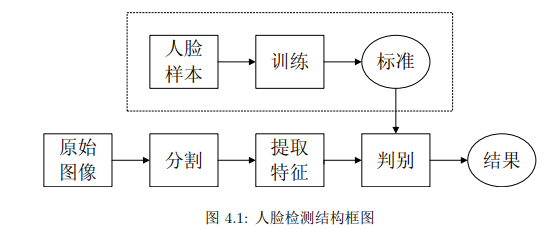 人脸
样本
训练
标准
原始
图像
分割
提取
特征
判别
结果
图 4.1: 人脸检测结构框图